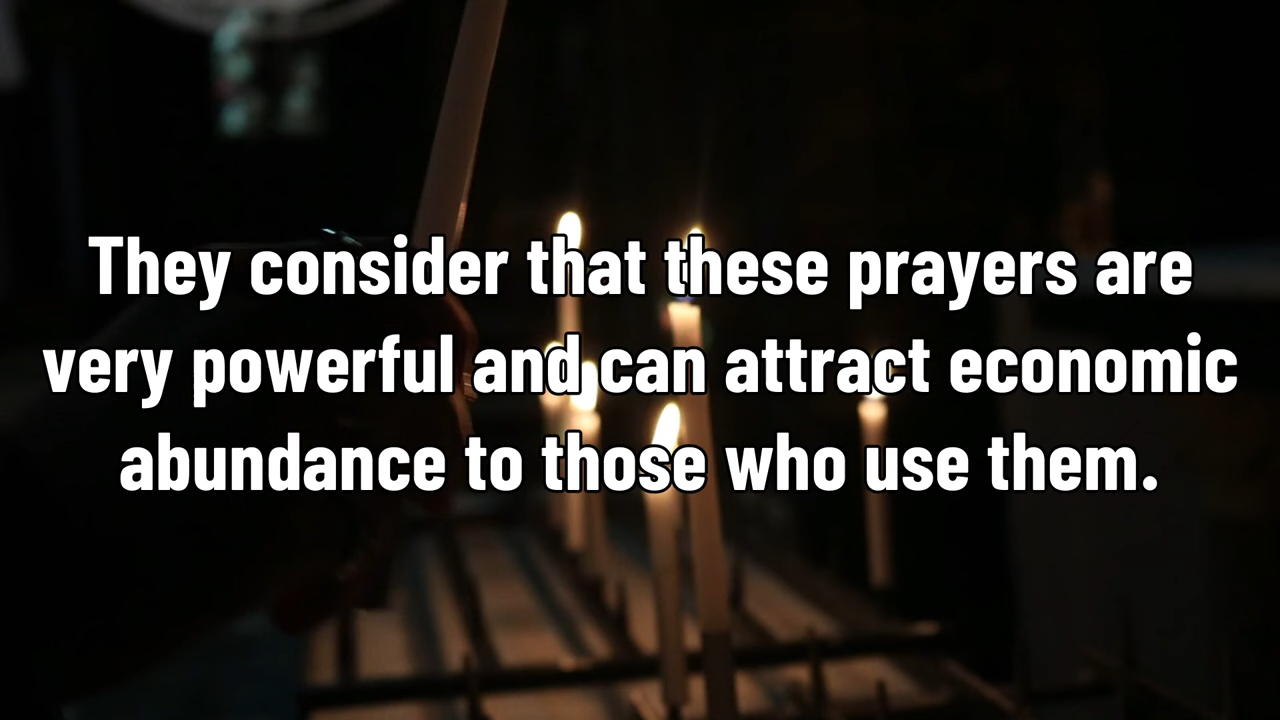 They consider that these prayers are
very powerful and can attract economic
abundance to those who use them.